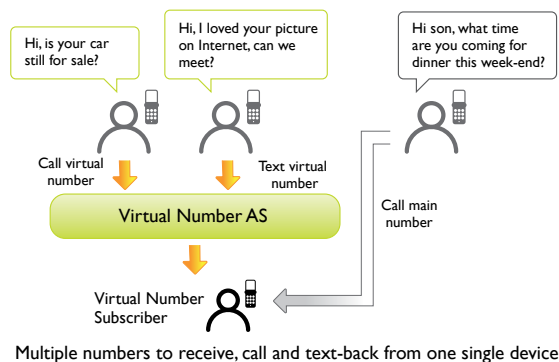 Hi, is your car
still for sale?
Hi, I loved your picture
on Internet, can we
meet?
Hi son, what time
are you coming for
dinner this week-end?
Call virtual
number
Text virtual
number
Virtual Number AS
Call main
number
Virtual Number
Subscriber
Multiple numbers to receive, call and text-back from one single device